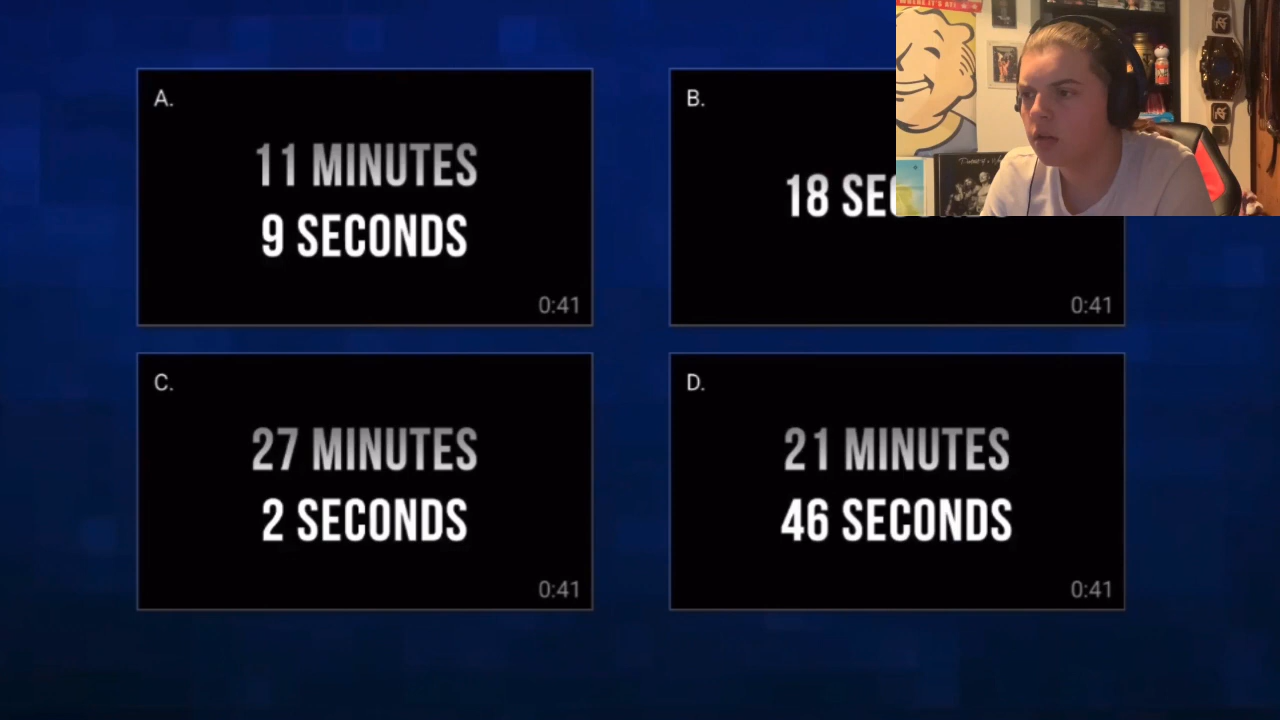 A.
11 MINUTES
9 SECONDS
0:41
B.
18
0:41
C.
27 MINUTES
2 SECONDS
0:41
D.
21 MINUTES
46 SECONDS
0:41